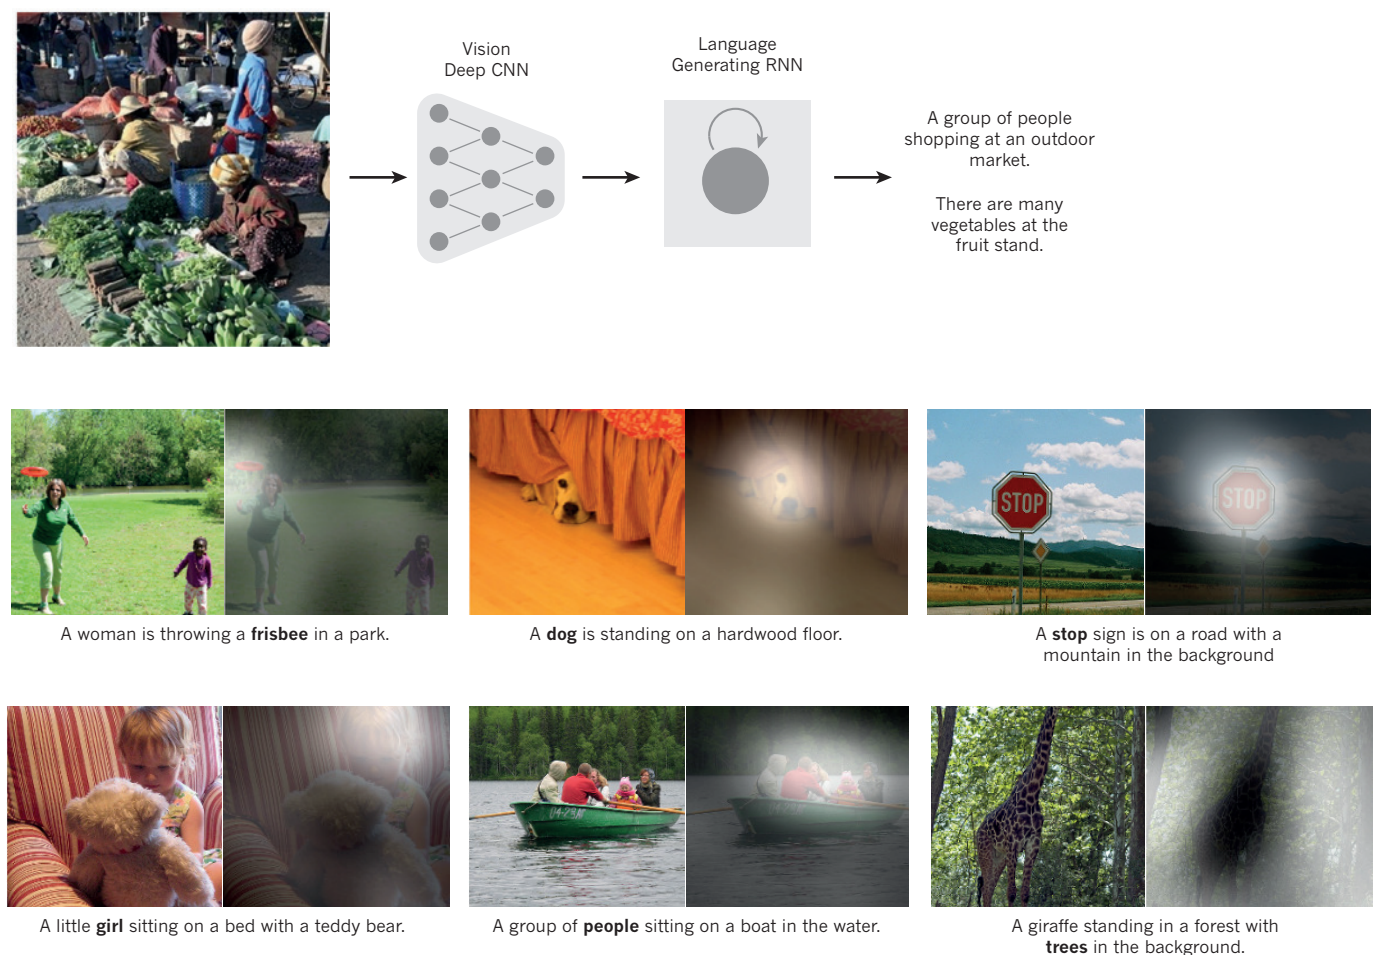 Vision
Deep CNN
Language
Generating RNN
A group of people
shopping at an outdoor
market.
There are many
vegetables at the
fruit stand.
STOP
STOP
A woman is throwing a frisbee in a park.
A dog is standing on a hardwood floor.
A stop sign is on a road with a
mountain in the background
A little girl sitting on a bed with a teddy bear.
A group of people sitting on a boat in the water.
A giraffe standing in a forest with
trees in the background.